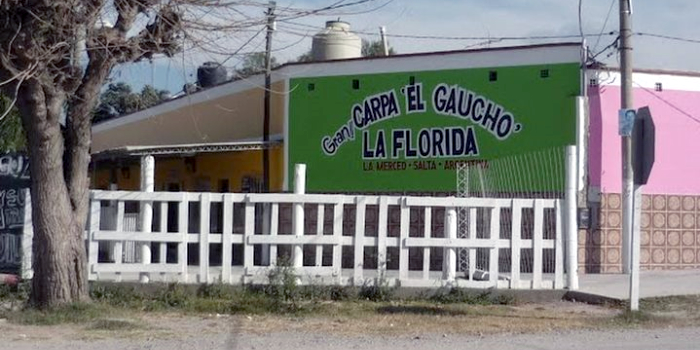 Gran
CARPA 'EL GAUCHO'
LA FLORIDA
LA MERCED - SALTA - ARGENTINA